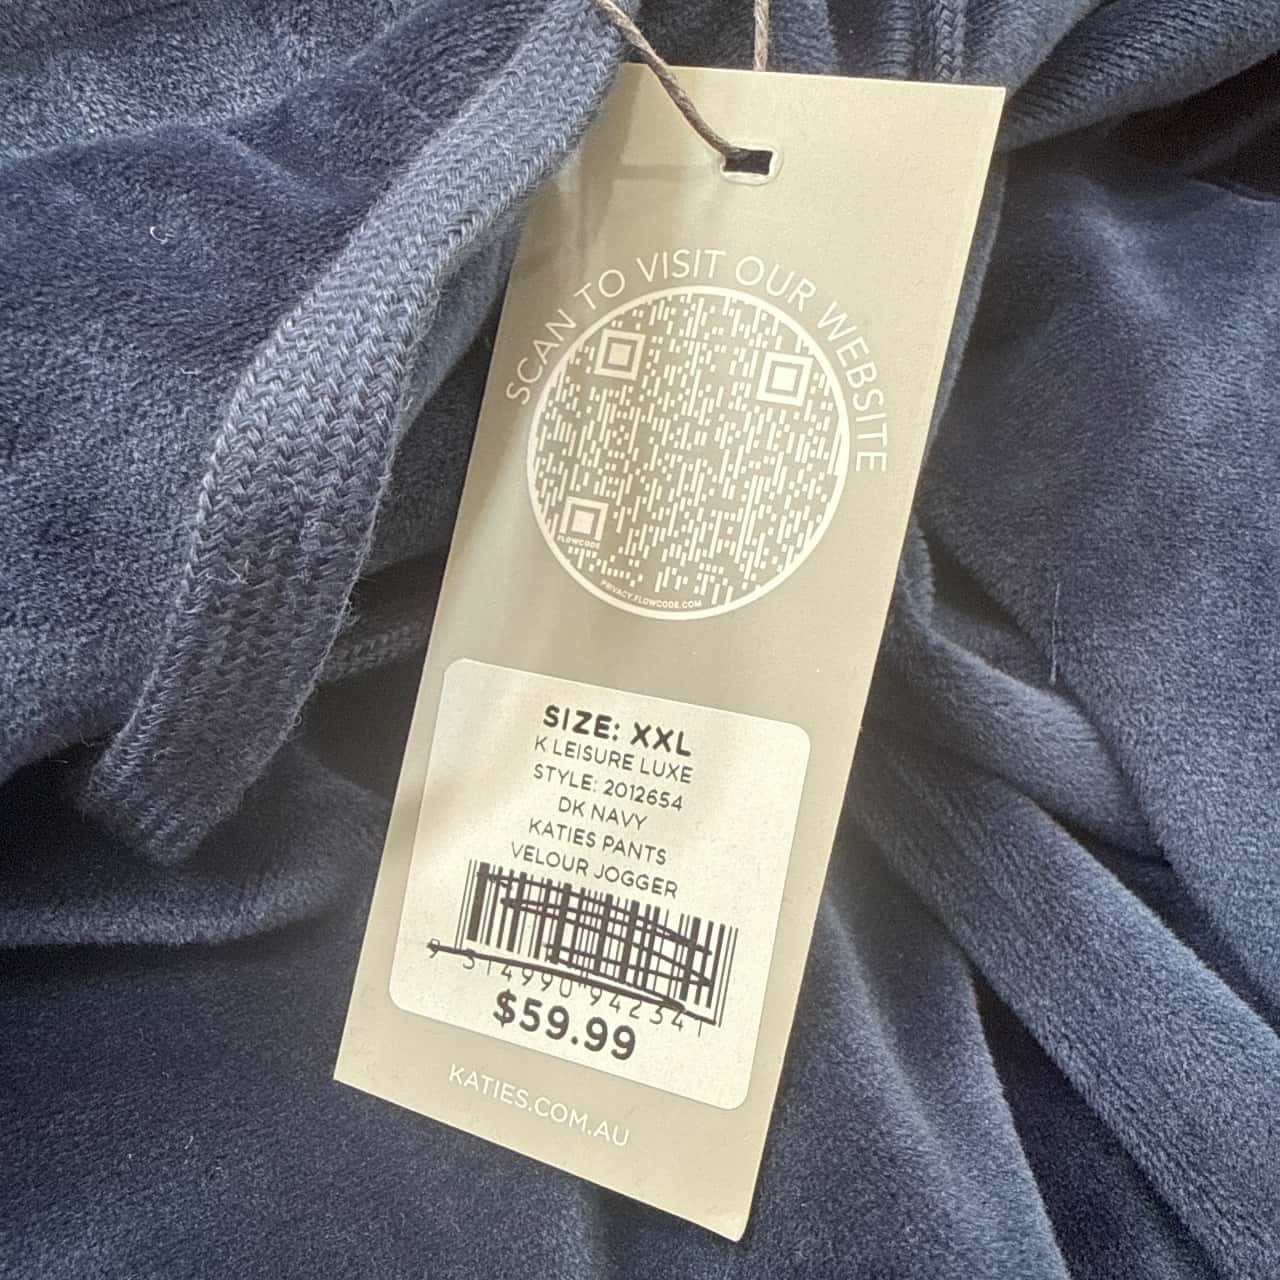 SCAN TO VISIT OUR WEBSITE
FLOWCODE
PRIVACY.FLOWCODE.COM
SIZE: XXL
K LEISURE LUXE
STYLE: 2012654
DK NAVY
KATIES PANTS
VELOUR JOGGER
9 314990 942341
$59.99
KATIES.COM.AU